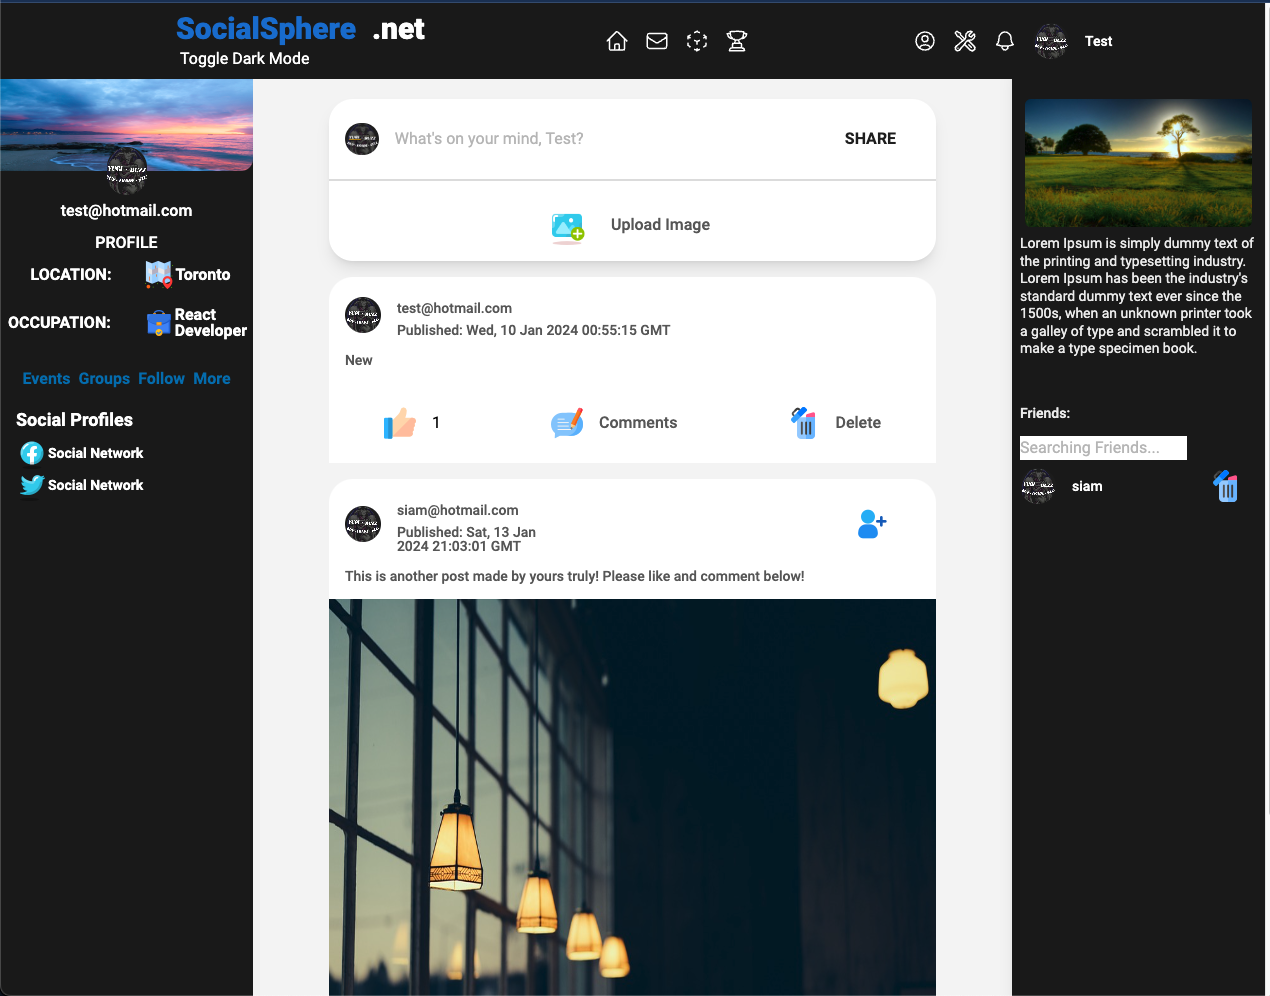 SocialSphere .net
Toggle Dark Mode
Test
test@hotmail.com
PROFILE
LOCATION: Toronto
OCCUPATION: React Developer
Events Groups Follow More
Social Profiles
Social Network
Social Network
What's on your mind, Test?
SHARE
Upload Image
test@hotmail.com
Published: Wed, 10 Jan 2024 00:55:15 GMT
New
1
Comments
Delete
siam@hotmail.com
Published: Sat, 13 Jan
2024 21:03:01 GMT
This is another post made by yours truly! Please like and comment below!
Lorem Ipsum is simply dummy text of
the printing and typesetting industry.
Lorem Ipsum has been the industry's
standard dummy text ever since the
1500s, when an unknown printer took
a galley of type and scrambled it to
make a type specimen book.
Friends:
Searching Friends...
siam